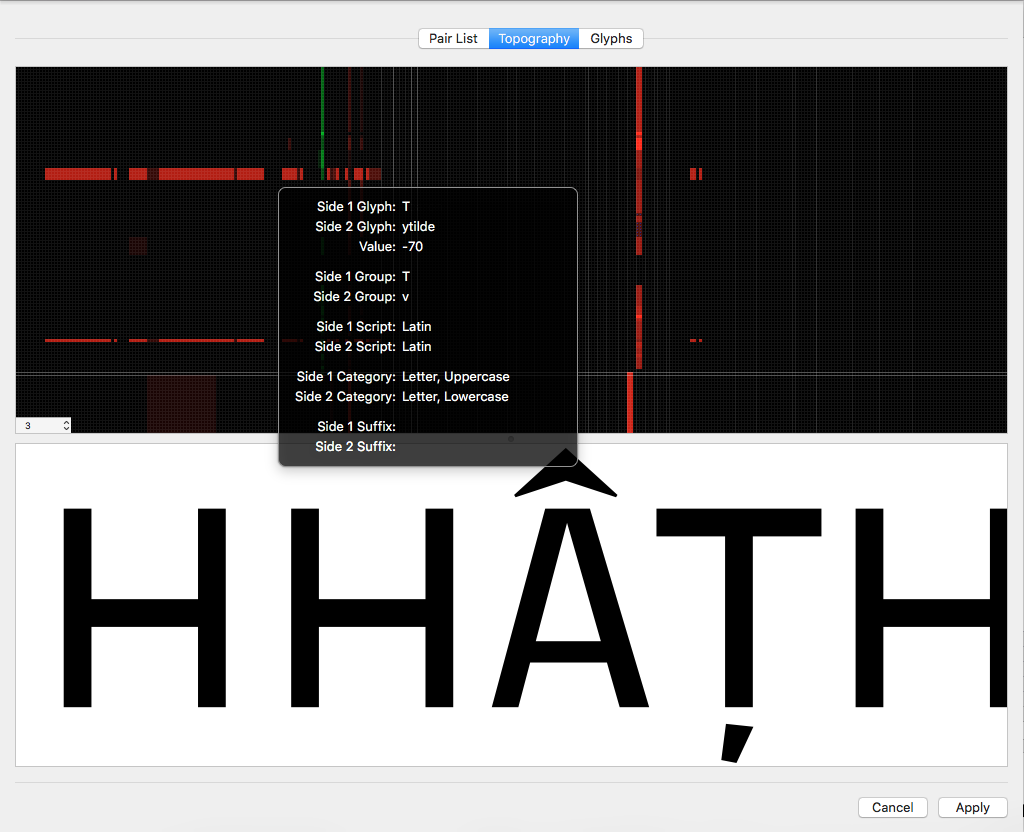 Pair List Topography Glyphs
Side 1 Glyph: T
Side 2 Glyph: ytilde
Value: -70
Side 1 Group: T
Side 2 Group: v
Side 1 Script: Latin
Side 2 Script: Latin
Side 1 Category: Letter, Uppercase
Side 2 Category: Letter, Lowercase
Side 1 Suffix:
Side 2 Suffix:
3
HHÂȚH
Cancel Apply